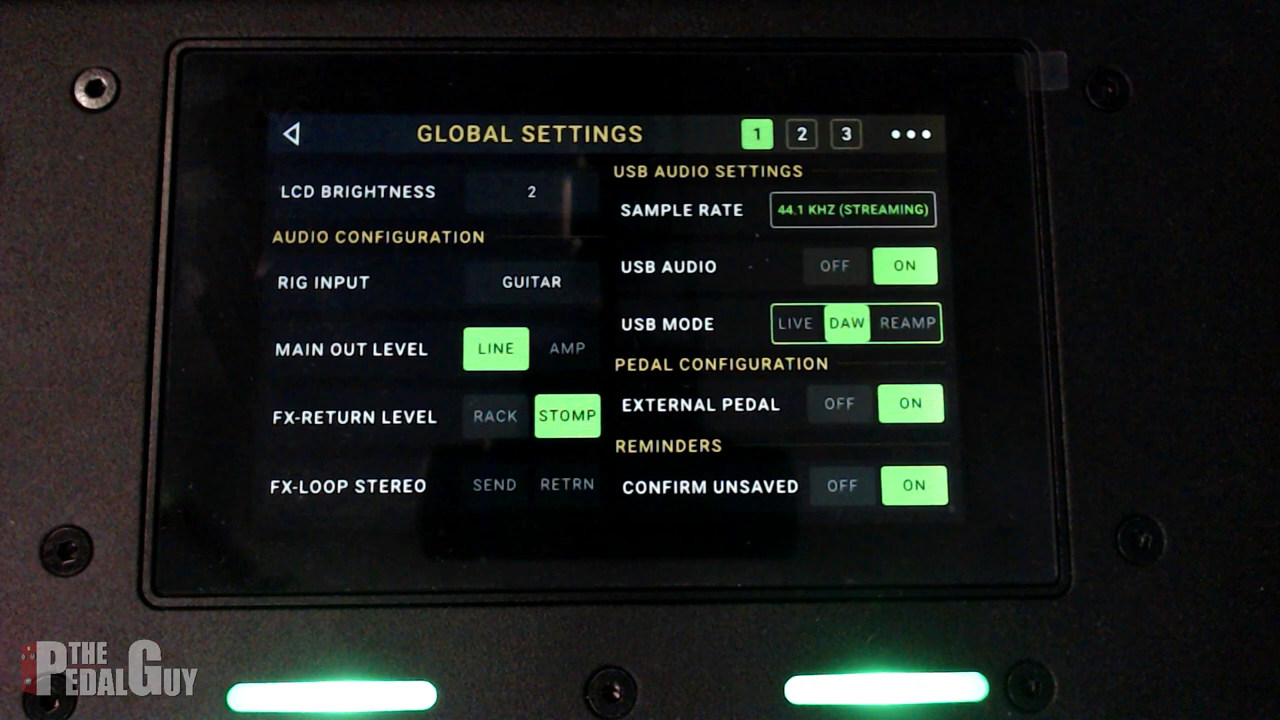 GLOBAL SETTINGS 1 2 3
LCD BRIGHTNESS 2
AUDIO CONFIGURATION
RIG INPUT GUITAR
MAIN OUT LEVEL LINE AMP
FX-RETURN LEVEL RACK STOMP
FX-LOOP STEREO SEND RETRN
USB AUDIO SETTINGS
SAMPLE RATE 44.1 KHZ (STREAMING)
USB AUDIO OFF ON
USB MODE LIVE DAW REAMP
PEDAL CONFIGURATION
EXTERNAL PEDAL OFF ON
REMINDERS
CONFIRM UNSAVED OFF ON
THE
PEDALGUY